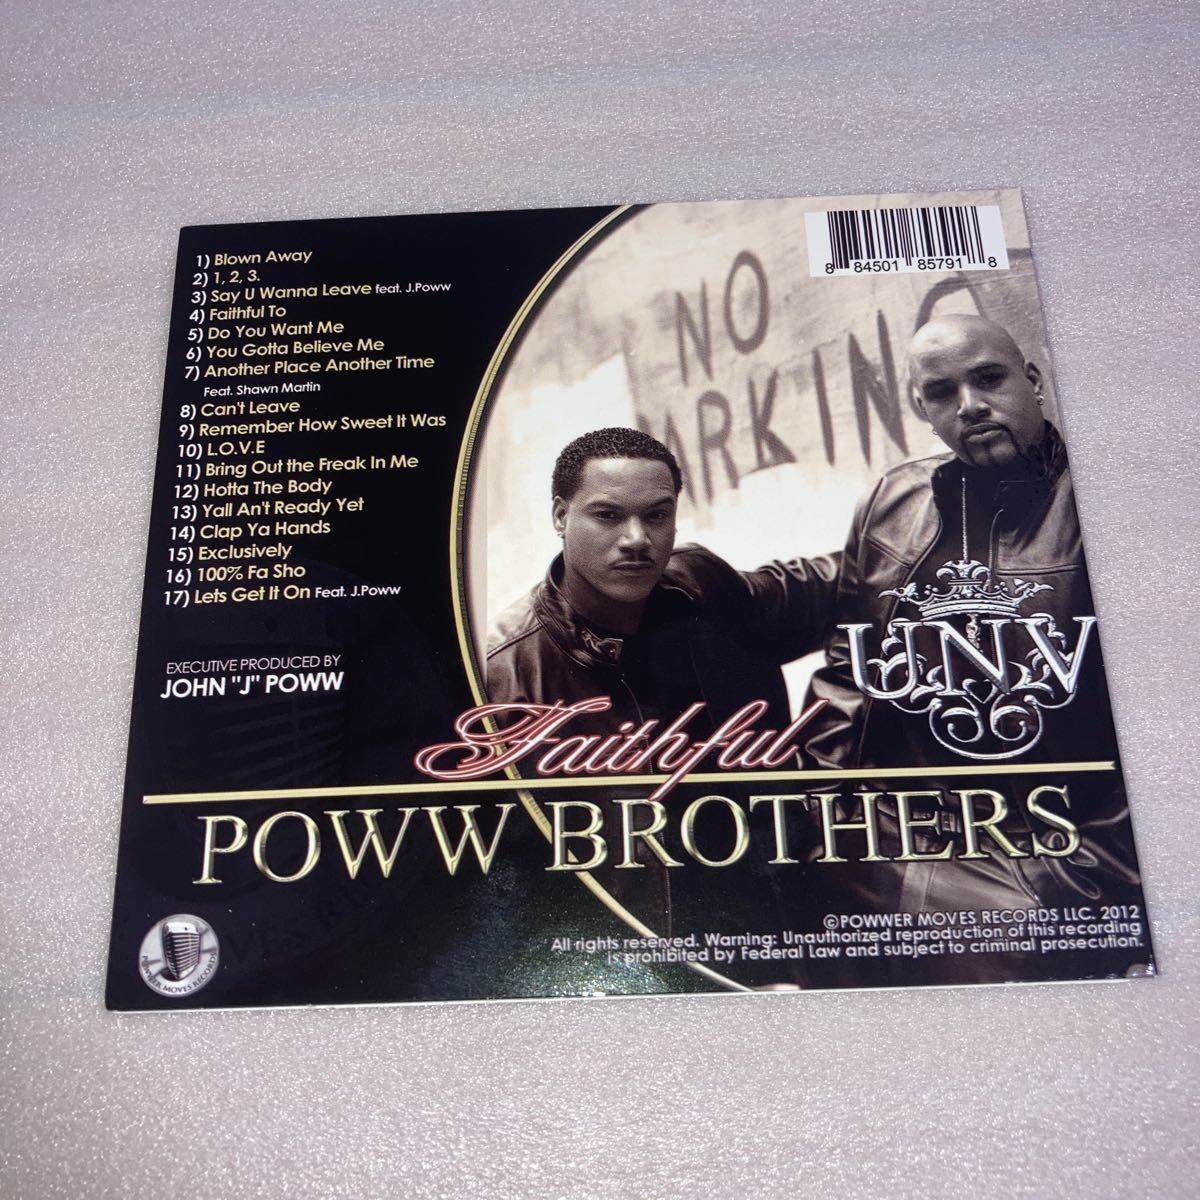 1) Blown Away
2) 1, 2, 3.
3) Say U Wanna Leave feat. J.Poww
4) Faithful To
5) Do You Want Me
6) You Gotta Believe Me
7) Another Place Another Time
Feat. Shawn Martin
8) Can't Leave
9) Remember How Sweet It Was
10) L.O.V.E
11) Bring Out the Freak In Me
12) Hotta The Body
13) Yall An't Ready Yet
14) Clap Ya Hands
15) Exclusively
16) 100% Fa Sho
17) Lets Get It On Feat. J.Poww
EXECUTIVE PRODUCED BY
JOHN "J" POWW
8 84501 85791 8
NO
ARKING
UNV
Faithful
POWW BROTHERS
POWWER MOVES RECORDS
©POWWER MOVES RECORDS LLC. 2012
All rights reserved. Warning: Unauthorized reproduction of this recording
is prohibited by Federal Law and subject to criminal prosecution.